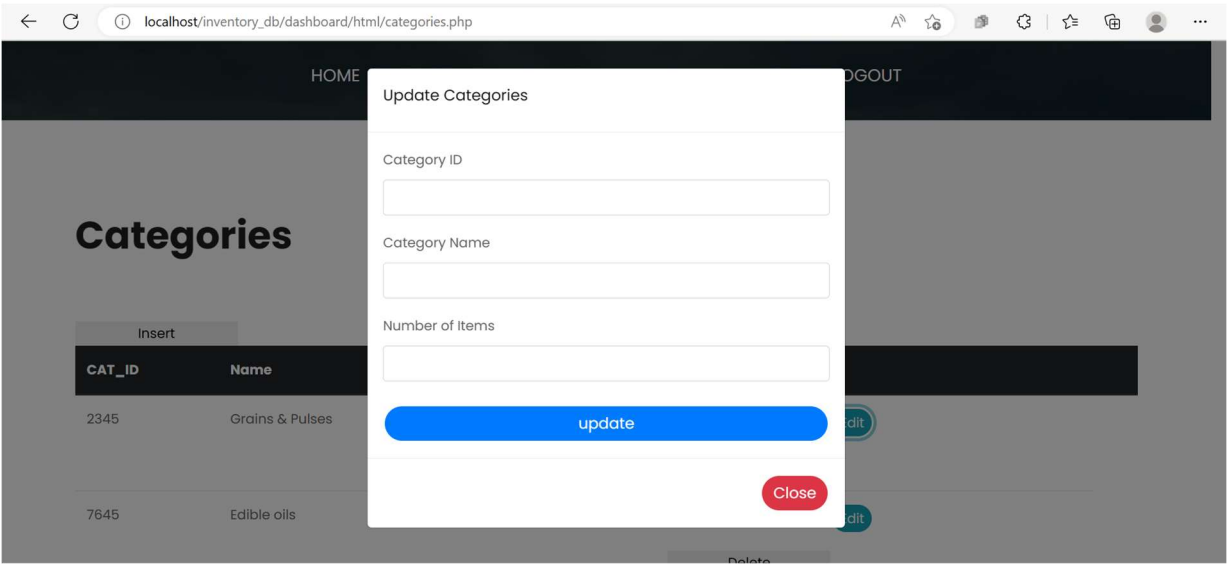 localhost/inventory_db/dashboard/html/categories.php
HOME
OGOUT
Update Categories
Category ID
Categories
Category Name
Number of Items
Insert
CAT_ID Name
2345 Grains & Pulses
update
dit
Close
7645 Edible oils
dit
Delete